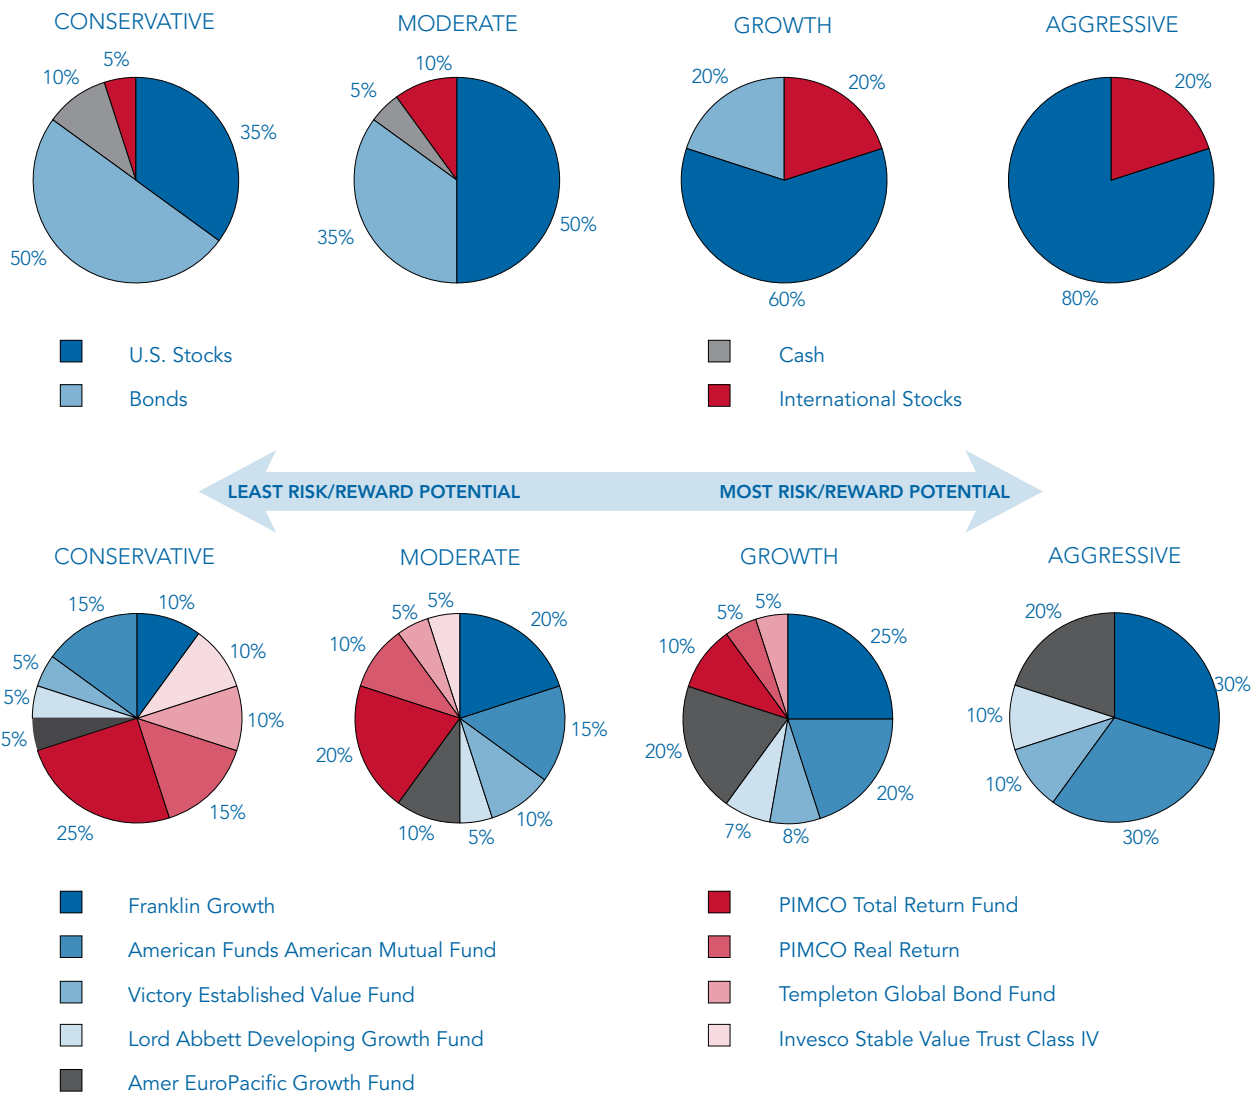 CONSERVATIVE
5%
10%
35%
50%
MODERATE
10%
5%
35%
50%
GROWTH
20%
20%
60%
AGGRESSIVE
20%
80%
U.S. Stocks
Bonds
Cash
International Stocks
LEAST RISK/REWARD POTENTIAL
MOST RISK/REWARD POTENTIAL
CONSERVATIVE
15%
10%
10%
5%
5%
10%
5%
15%
25%
MODERATE
5%
5%
20%
10%
15%
20%
10%
10%
5%
GROWTH
5%
5%
25%
10%
20%
20%
7%
8%
AGGRESSIVE
20%
30%
10%
10%
30%
Franklin Growth
American Funds American Mutual Fund
Victory Established Value Fund
Lord Abbett Developing Growth Fund
Amer EuroPacific Growth Fund
PIMCO Total Return Fund
PIMCO Real Return
Templeton Global Bond Fund
Invesco Stable Value Trust Class IV